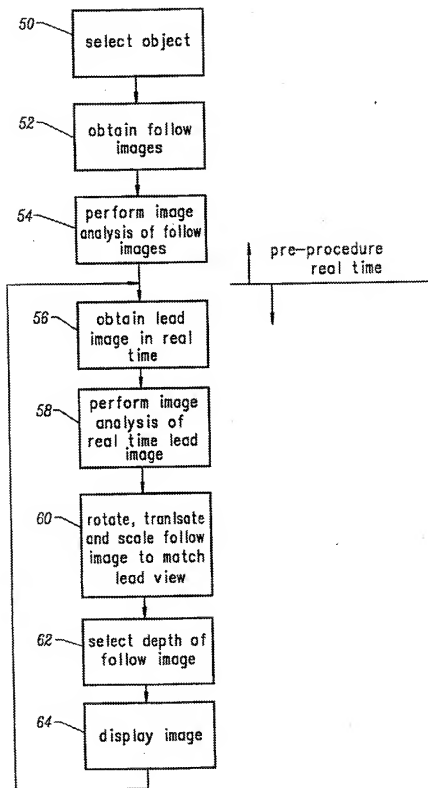 50
select object
52
obtain follow
images
54
perform image
analysis of follow
images
pre-procedure
real time
56
obtain lead
image in real
time
58
perform image
analysis of
real time lead
image
60
rotate, tranlsate
and scale follow
image to match
lead view
62
select depth of
follow image
64
display image